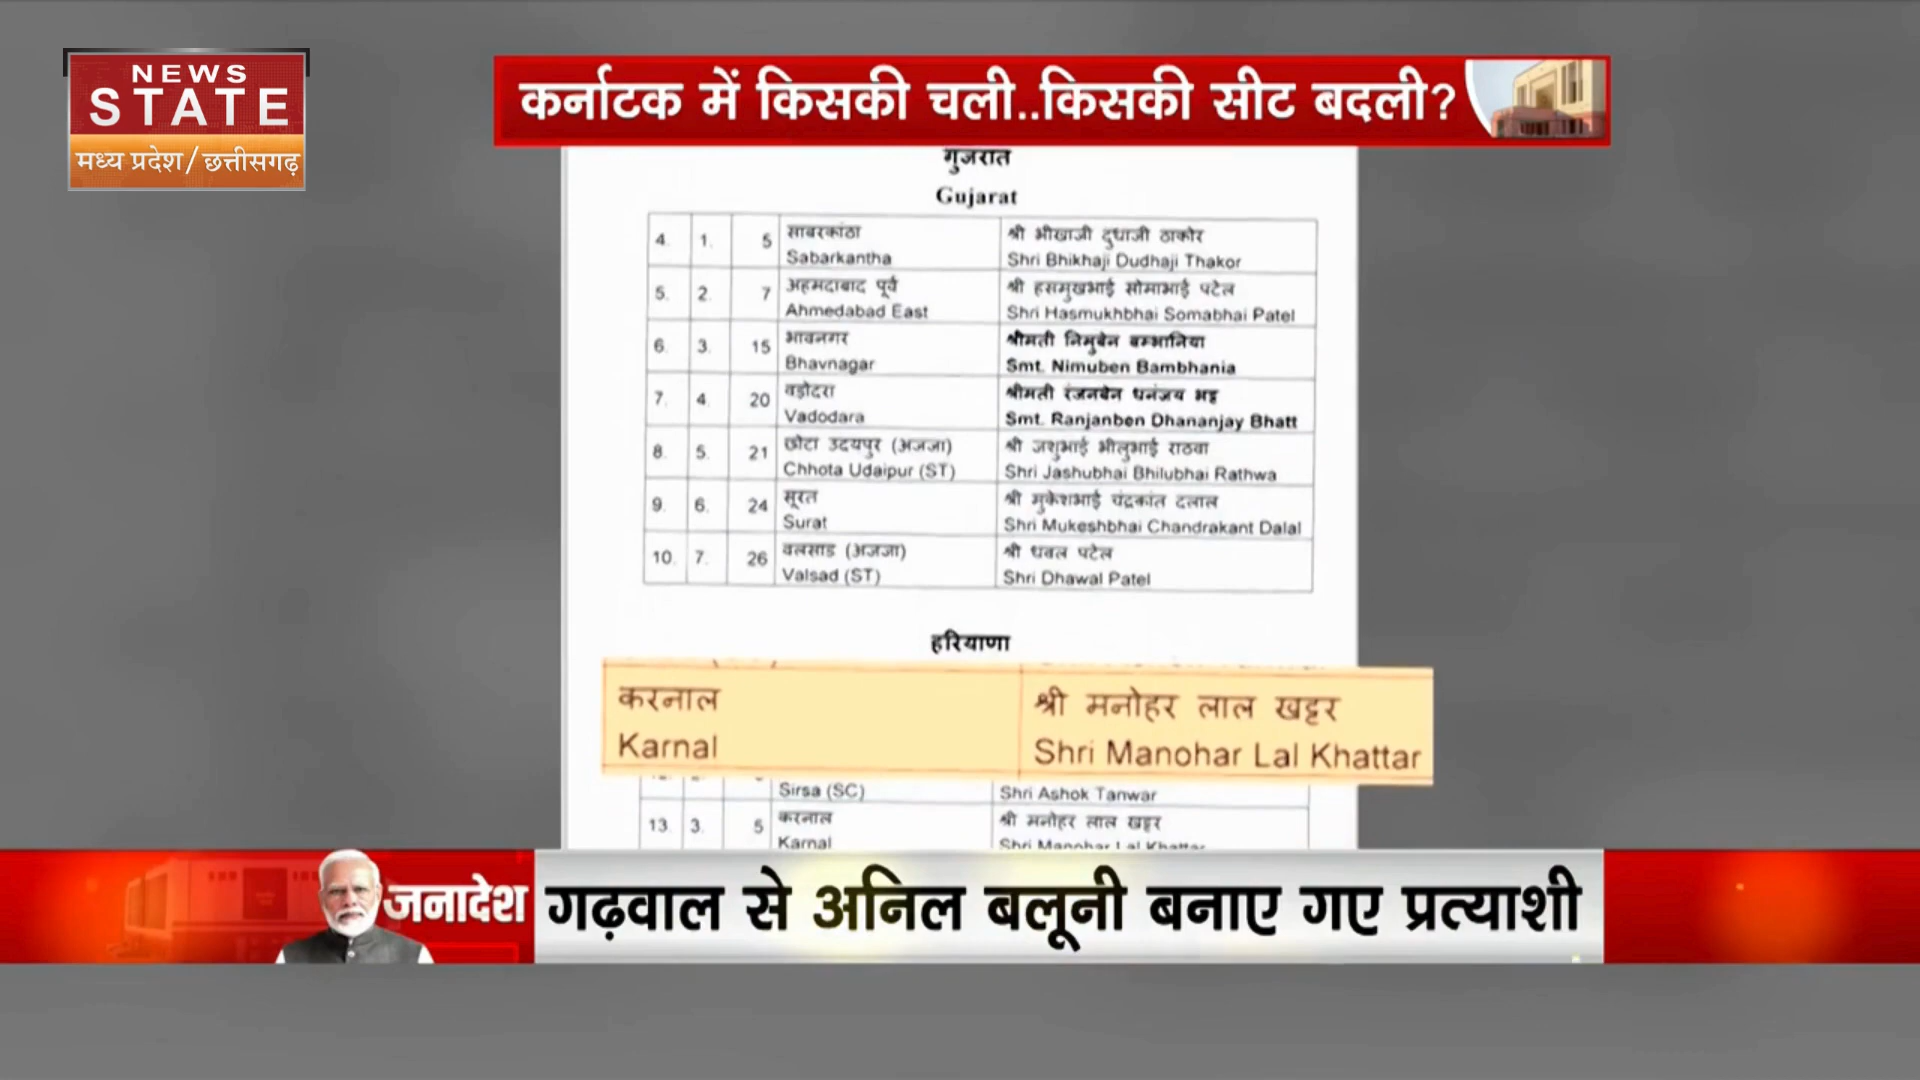 NEWS
STATE
मध्य प्रदेश/छत्तीसगढ़
कर्नाटक में किसकी चली..किसकी सीट बदली?
गुजरात
Gujarat
4. 1. 5 साबरकांठा श्री भीखाजी दुधाजी ठाकोर
Sabarkantha Shri Bhikhaji Dudhaji Thakor
5. 2. 7 अहमदाबाद पूर्व श्री हसमुखभाई सोमाभाई पटेल
Ahmedabad East Shri Hasmukhbhai Somabhai Patel
6. 3. 15 भावनगर श्रीमती निमुबेन बम्भानिया
Bhavnagar Smt. Nimuben Bambhania
7. 4. 20 वड़ोदरा श्रीमती रंजनबेन धनंजय भट्ट
Vadodara Smt. Ranjanben Dhananjay Bhatt
8. 5. 21 छोटा उदयपुर (अजजा) श्री जशुभाई भीलुभाई राठवा
Chhota Udaipur (ST) Shri Jashubhai Bhilubhai Rathwa
9. 6. 24 सूरत श्री मुकेशभाई चंद्रकांत दलाल
Surat Shri Mukeshbhai Chandrakant Dalal
10. 7. 26 वलसाड (अजजा) श्री धवल पटेल
Valsad (ST) Shri Dhawal Patel
हरियाणा
करनाल श्री मनोहर लाल खट्टर
Karnal Shri Manohar Lal Khattar
Sirsa (SC) Shri Ashok Tanwar
13. 3. 5 करनाल श्री मनोहर लाल खट्टर
Karnal Shri Manohar Lal Khattar
जनादेश
गढ़वाल से अनिल बलूनी बनाए गए प्रत्याशी